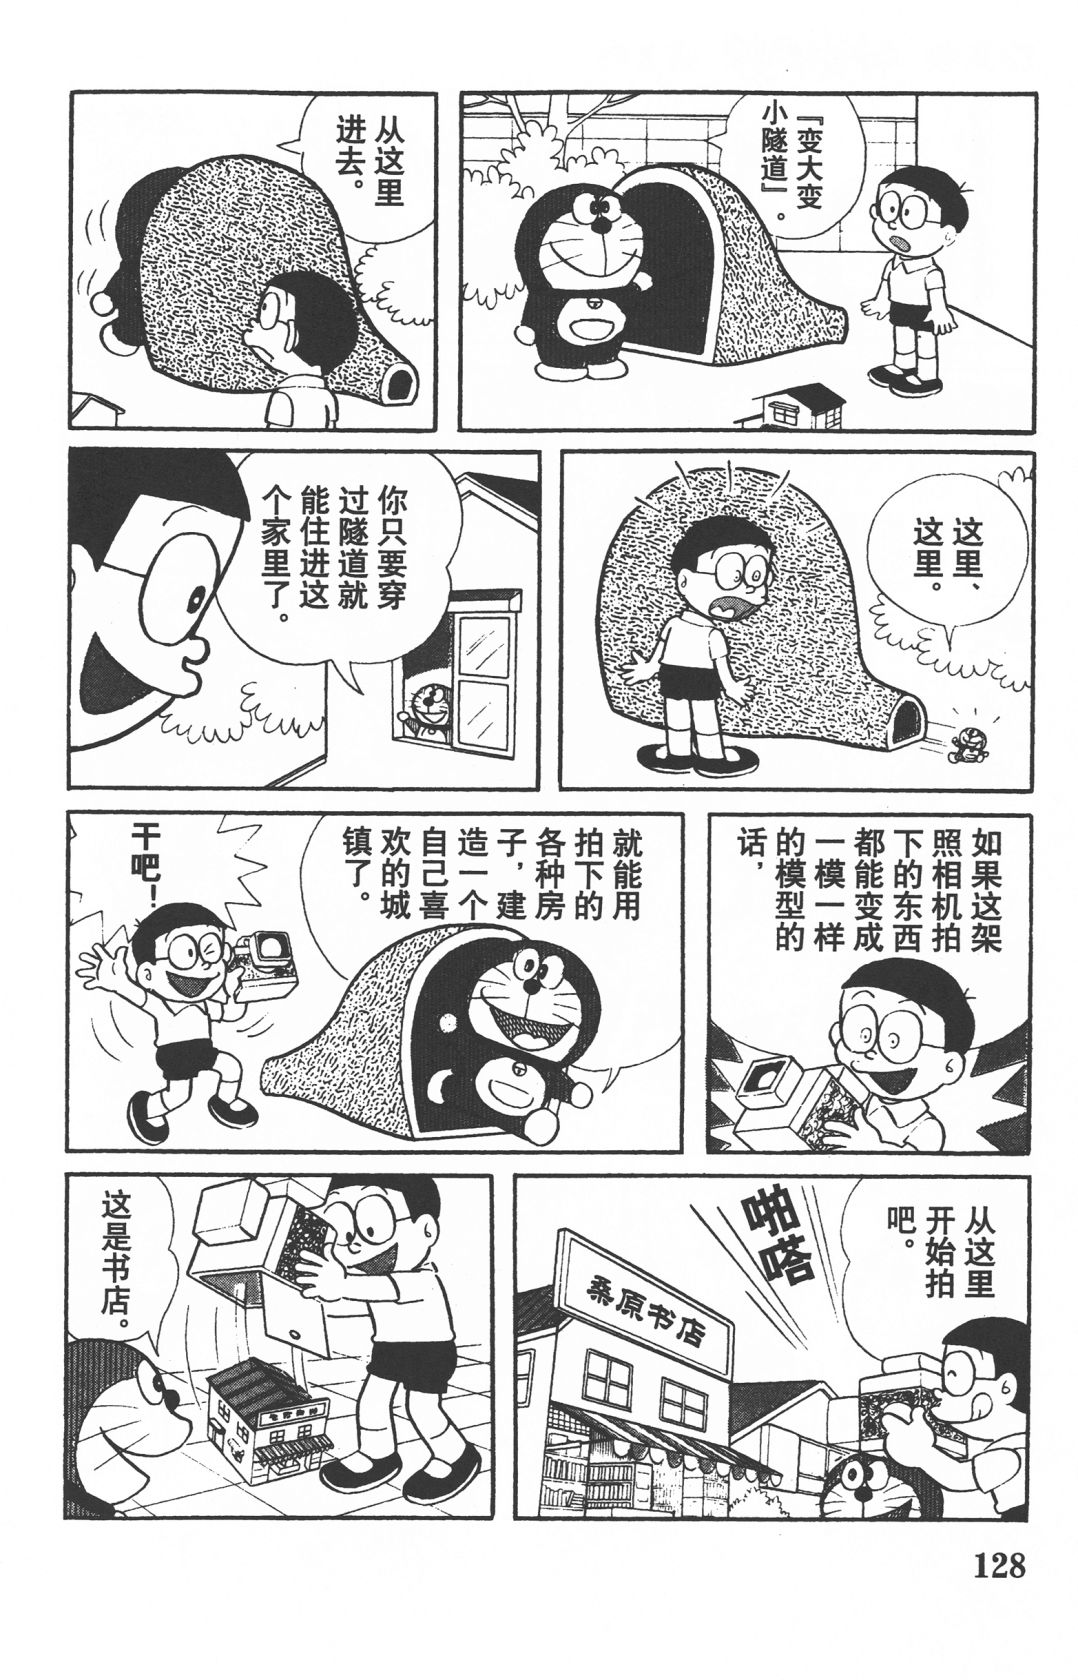 『变大变
小隧道』。
从这里
进去。
这里、
这里。
你只要穿
过隧道就
能住进这
个家里了。
如果这架
照相机拍
下的东西
都能变成
一模一样
的模型的
话，
就能用
拍下的
各种房
子，建
造一个
自己喜
欢的城
镇了。
干吧！
从这里
开始拍
吧。
啪嗒
桑原书店
这是书店。
128